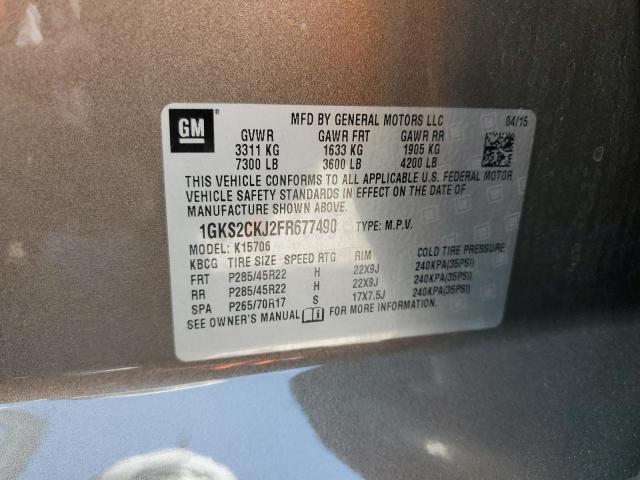 MFD BY GENERAL MOTORS LLC 04/15
GM
GVWR GAWR FRT GAWR RR
3311 KG 1633 KG 1905 KG
7300 LB 3600 LB 4200 LB
THIS VEHICLE CONFORMS TO ALL APPLICABLE U.S. FEDERAL MOTOR
VEHICLE SAFETY STANDARDS IN EFFECT ON THE DATE OF
MANUFACTURE SHOWN ABOVE.
1GKS2CKJ2FR677490 TYPE: M.P.V.
MODEL: K15706
KBCG TIRE SIZE SPEED RTG RIM COLD TIRE PRESSURE
FRT P285/45R22 H 22X9J 240KPA(35PSI)
RR P285/45R22 H 22X9J 240KPA(35PSI)
SPA P265/70R17 S 17X7.5J 240KPA(35PSI)
SEE OWNER'S MANUAL FOR MORE INFORMATION.